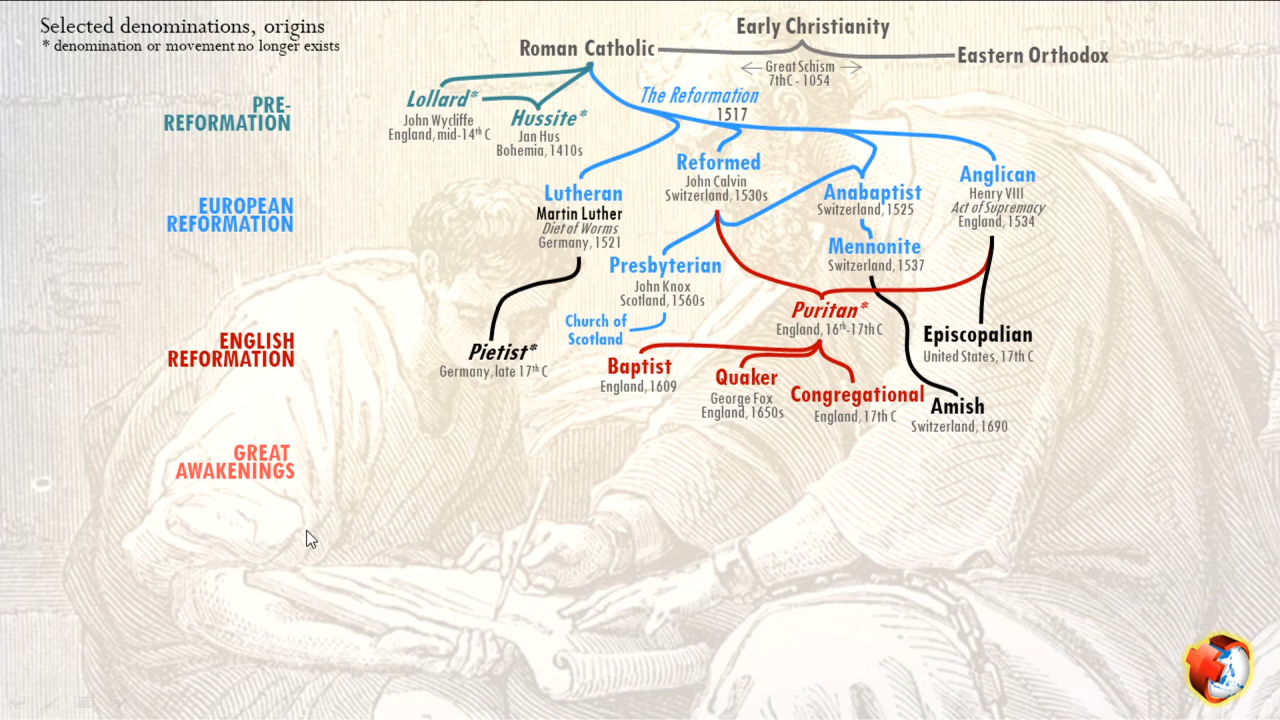 Selected denominations, origins
* denomination or movement no longer exists
Early Christianity
Roman Catholic
Eastern Orthodox
Great Schism
7thC - 1054
PRE-
REFORMATION
Lollard*
John Wycliffe
England, mid-14th C
Hussite*
Jan Hus
Bohemia, 1410s
The Reformation
1517
EUROPEAN
REFORMATION
Lutheran
Martin Luther
Diet of Worms
Germany, 1521
Reformed
John Calvin
Switzerland, 1530s
Anabaptist
Switzerland, 1525
Anglican
Henry VIII
Act of Supremacy
England, 1534
Mennonite
Switzerland, 1537
Presbyterian
John Knox
Scotland, 1560s
Church of
Scotland
ENGLISH
REFORMATION
Pietist*
Germany, late 17th C
Puritan*
England, 16th-17th C
Episcopalian
United States, 17th C
Baptist
England, 1609
Quaker
George Fox
England, 1650s
Congregational
England, 17th C
Amish
Switzerland, 1690
GREAT
AWAKENINGS